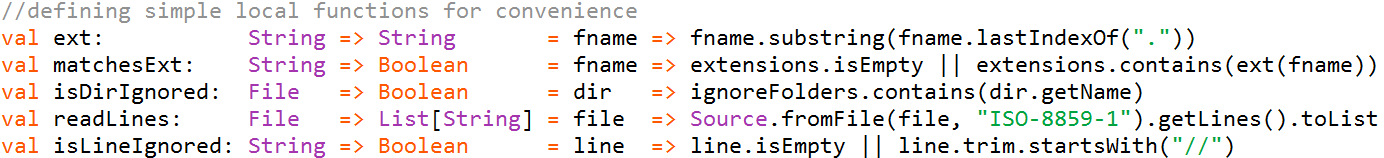 //defining simple local functions for convenience
val ext:          String => String       = fname => fname.substring(fname.lastIndexOf("."))
val matchesExt:   String => Boolean      = fname => extensions.isEmpty || extensions.contains(ext(fname))
val isDirIgnored: File   => Boolean      = dir   => ignoreFolders.contains(dir.getName)
val readLines:    File   => List[String] = file  => Source.fromFile(file, "ISO-8859-1").getLines().toList
val isLineIgnored: String => Boolean     = line  => line.isEmpty || line.trim.startsWith("//")